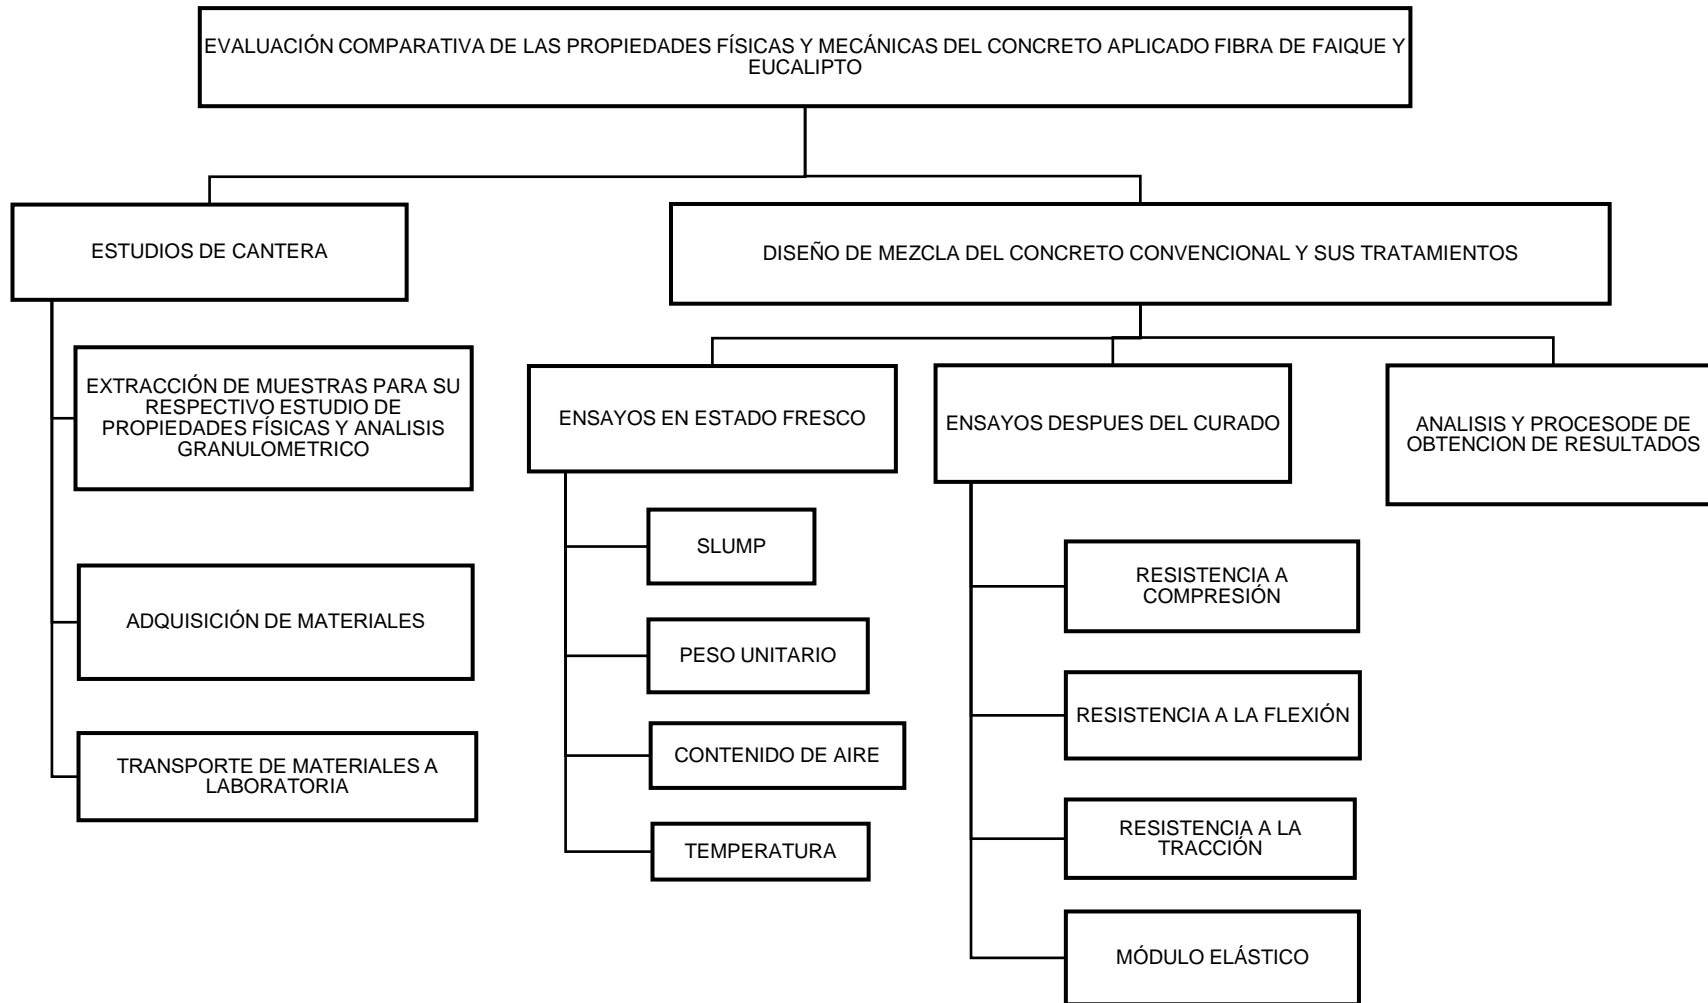 EVALUACIÓN COMPARATIVA DE LAS PROPIEDADES FÍSICAS Y MECÁNICAS DEL CONCRETO APLICADO FIBRA DE FAIQUE Y
EUCALIPTO
ESTUDIOS DE CANTERA
DISEÑO DE MEZCLA DEL CONCRETO CONVENCIONAL Y SUS TRATAMIENTOS
EXTRACCIÓN DE MUESTRAS PARA SU
RESPECTIVO ESTUDIO DE
PROPIEDADES FÍSICAS Y ANALISIS
GRANULOMETRICO
ADQUISICIÓN DE MATERIALES
TRANSPORTE DE MATERIALES A
LABORATORIA
ENSAYOS EN ESTADO FRESCO
SLUMP
PESO UNITARIO
CONTENIDO DE AIRE
TEMPERATURA
ENSAYOS DESPUES DEL CURADO
RESISTENCIA A
COMPRESIÓN
RESISTENCIA A LA FLEXIÓN
RESISTENCIA A LA
TRACCIÓN
MÓDULO ELÁSTICO
ANALISIS Y PROCESODE DE
OBTENCION DE RESULTADOS